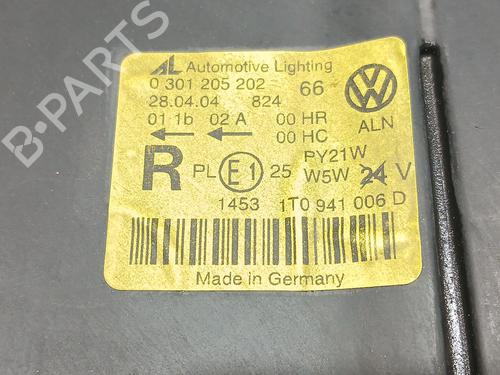 AL Automotive Lighting
0 301 205 202 66
28.04.04 824
01 1b 02 A 00 HR
00 HC
ALN
R PL E1 25 PY21W
W5W 24 V
1453 1T0 941 006 D
Made in Germany
B-PARTS